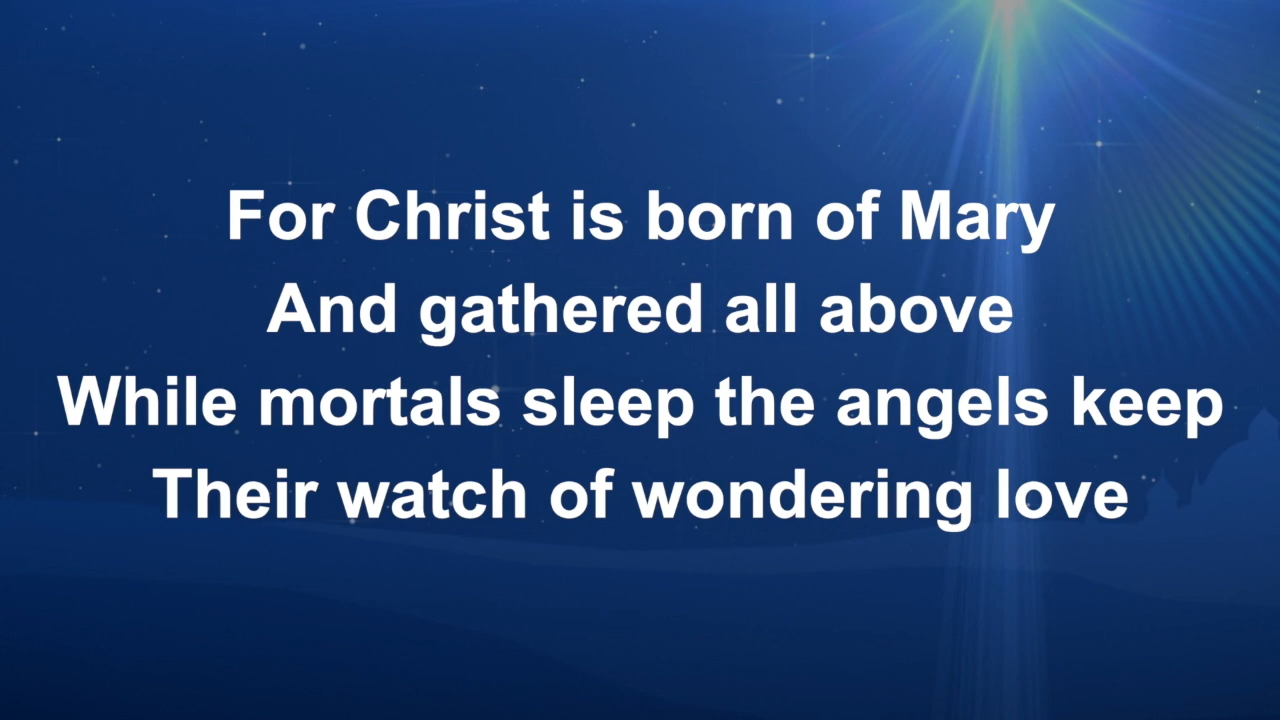 For Christ is born of Mary
And gathered all above
While mortals sleep the angels keep
Their watch of wondering love